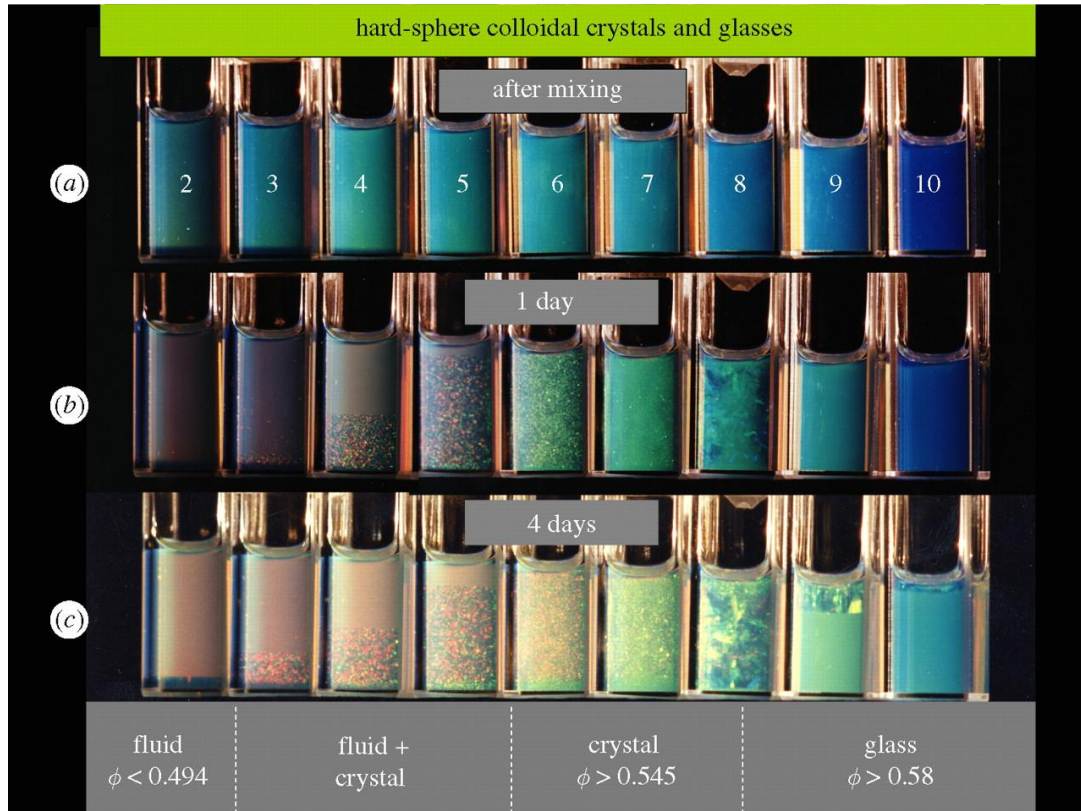 hard-sphere colloidal crystals and glasses
after mixing
(a)
2 3 4 5 6 7 8 9 10
1 day
(b)
4 days
(c)
fluid
ϕ < 0.494
fluid +
crystal
crystal
ϕ > 0.545
glass
ϕ > 0.58